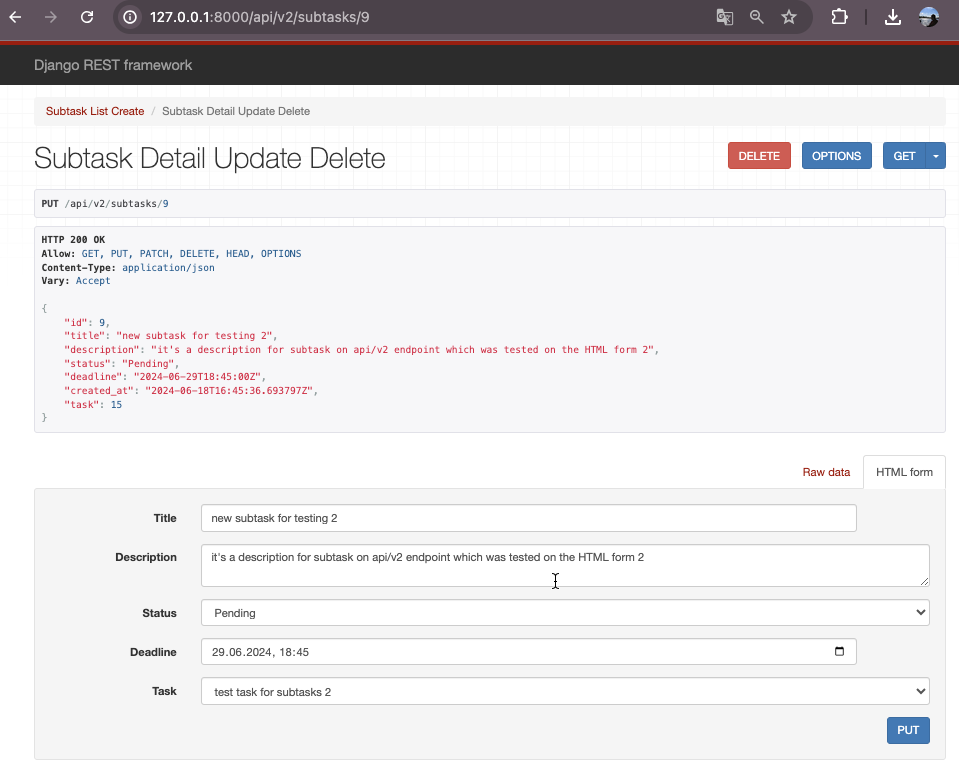 127.0.0.1:8000/api/v2/subtasks/9
Django REST framework
Subtask List Create / Subtask Detail Update Delete
Subtask Detail Update Delete
DELETE
OPTIONS
GET
PUT /api/v2/subtasks/9
HTTP 200 OK
Allow: GET, PUT, PATCH, DELETE, HEAD, OPTIONS
Content-Type: application/json
Vary: Accept
{
"id": 9,
"title": "new subtask for testing 2",
"description": "it's a description for subtask on api/v2 endpoint which was tested on the HTML form 2",
"status": "Pending",
"deadline": "2024-06-29T18:45:00Z",
"created_at": "2024-06-18T16:45:36.693797Z",
"task": 15
}
Raw data
HTML form
Title
new subtask for testing 2
Description
it's a description for subtask on api/v2 endpoint which was tested on the HTML form 2
Status
Pending
Deadline
29.06.2024, 18:45
Task
test task for subtasks 2
PUT